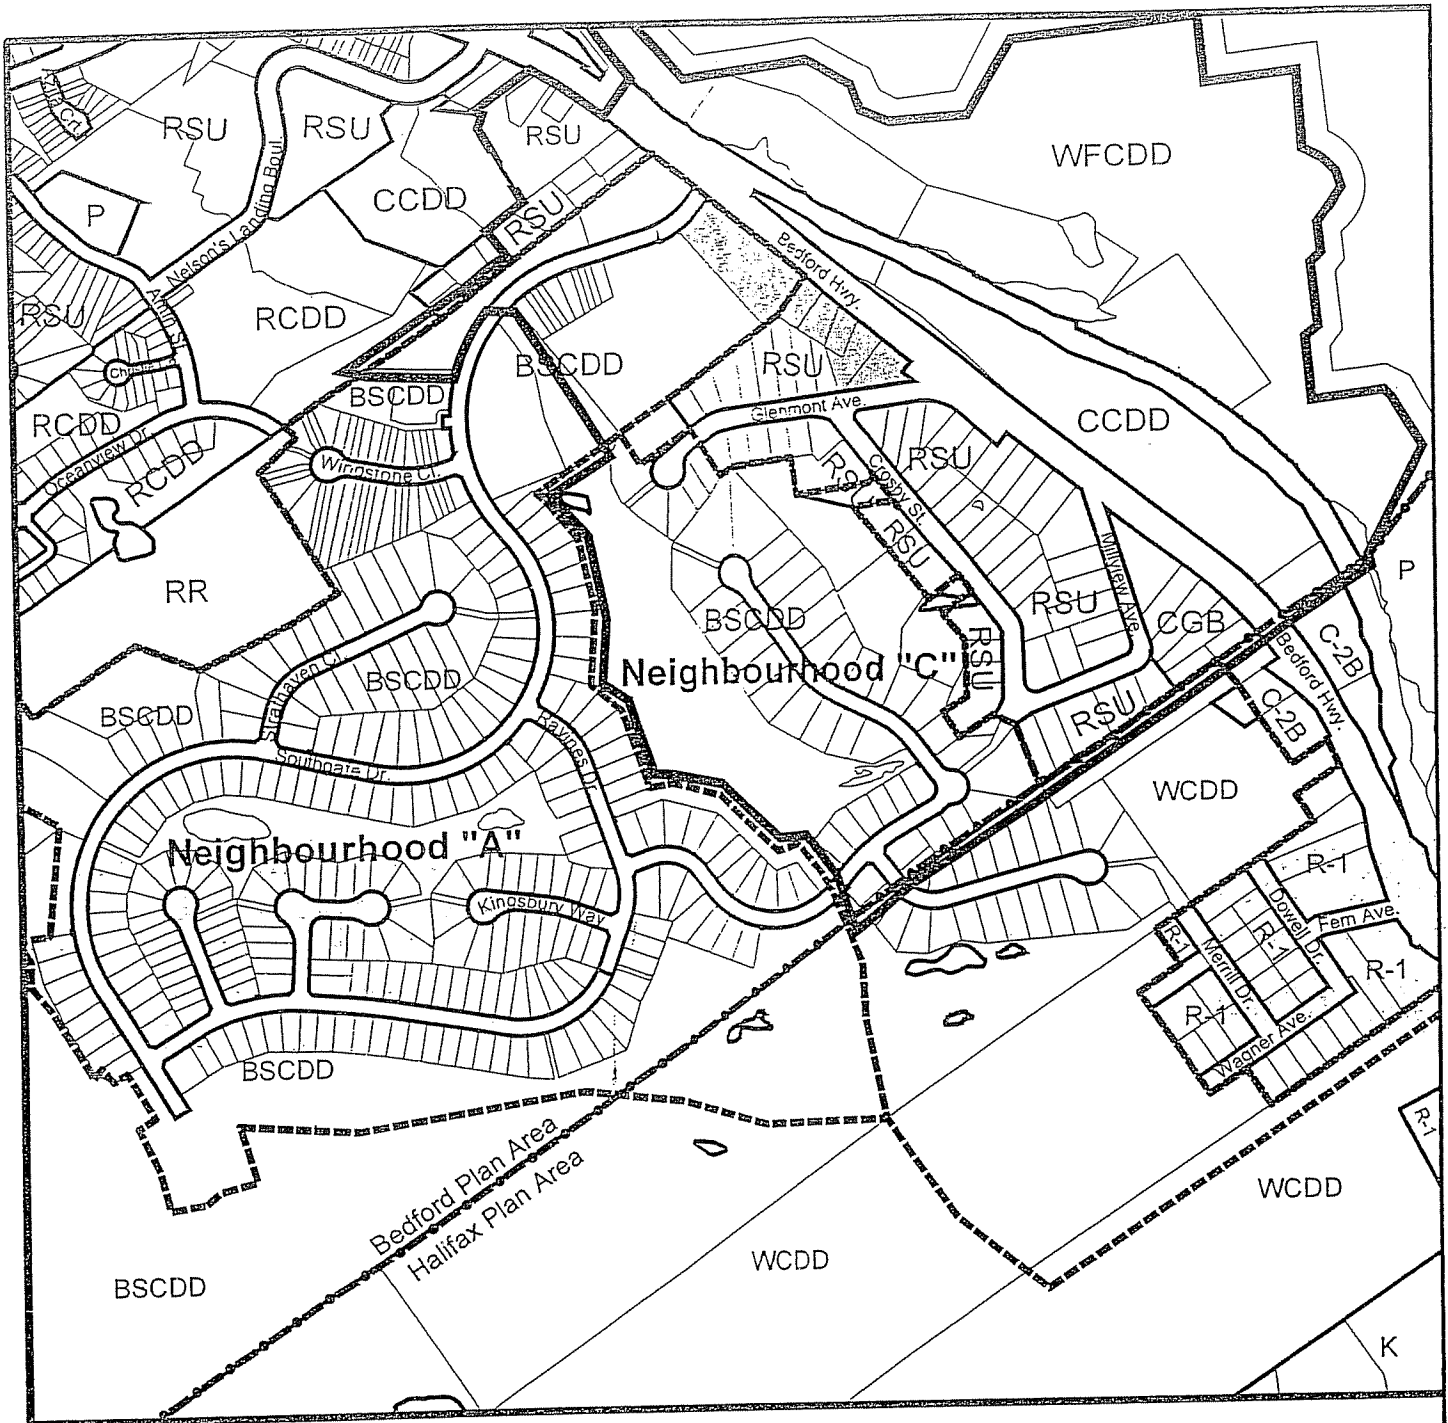 RSU
RSU
RSU
WFCDD
P
CCDD
RSU
Nelson's Landing Boul.
Bedford Hwy.
RSU
RCDD
BSCDD
RSU
BSCDD
RCDD
Oceanview Dr.
RCDD
Glenmont Ave.
CCDD
RSU
Crosby St.
RSU
Wingstone Ct.
RR
RSU
Millview Ave.
RSU
CGB
P
BSCDD
Neighbourhood "C"
RSU
C-2B
Bedford Hwy.
C-2B
BSCDD
Strathaven Ct.
BSCDD
RSU
Ravines Dr.
Southgate Dr.
WCDD
Neighbourhood "A"
R-1
Kingsbury Way
Dowell Dr.
Fern Ave.
R-1
R-1
Merrill Dr.
R-1
R-1
Wagner Ave.
BSCDD
Bedford Plan Area
Halifax Plan Area
R-1
WCDD
BSCDD
WCDD
K